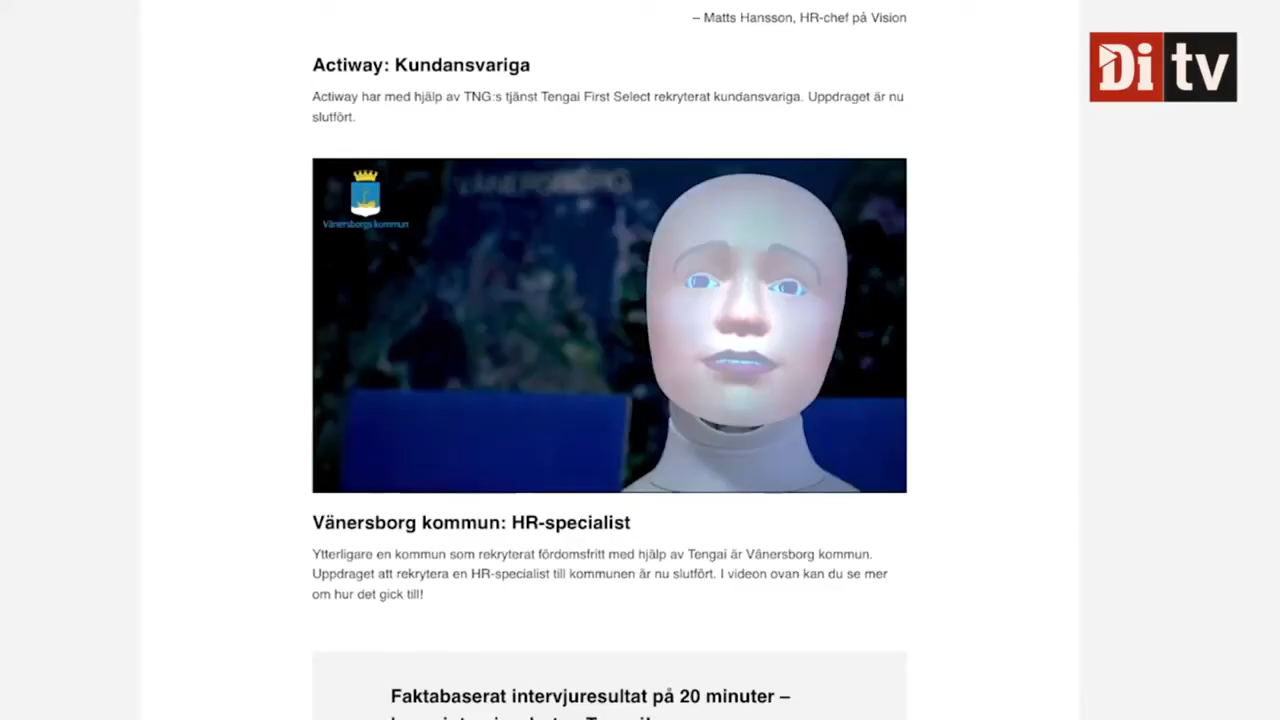 – Matts Hansson, HR-chef på Vision
Di tv
Actiway: Kundansvariga
Actiway har med hjälp av TNG:s tjänst Tengai First Select rekryterat kundansvariga. Uppdraget är nu
slutfört.
VÄNERSBORG
Vänersborgs kommun
Vänersborg kommun: HR-specialist
Ytterligare en kommun som rekryterat fördomsfritt med hjälp av Tengai är Vänersborg kommun.
Uppdraget att rekrytera en HR-specialist till kommunen är nu slutfört. I videon ovan kan du se mer
om hur det gick till!
Faktabaserat intervjuresultat på 20 minuter –